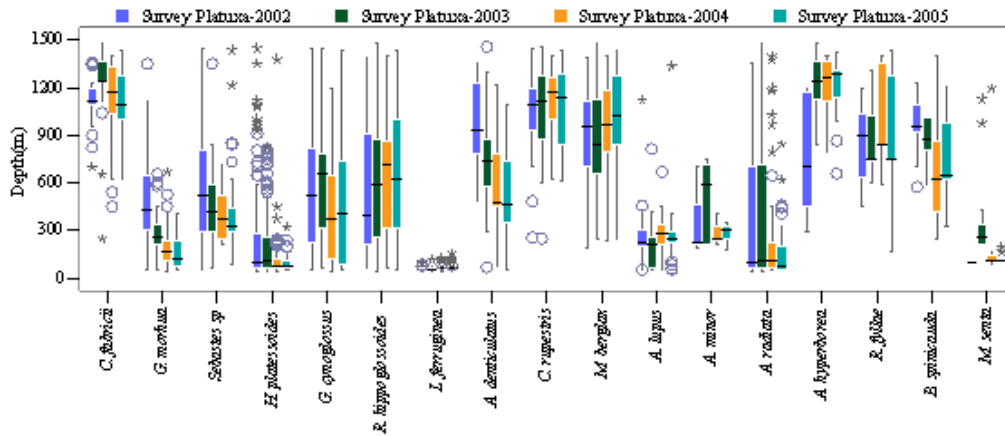 Survey Platuxa-2002 Survey Platuxa-2003 Survey Platuxa-2004 Survey Platuxa-2005
1500
1200
900
600
300
0
Depth(m.)
C. fabricii
G. morhua
Sebastes sp
H. platessoides
G. cynoglossus
R. hippoglossoides
L. ferruginea
A. denticulatus
C. rupestris
M. berglax
A. lupus
A. minor
A. radiata
A. hyperborea
R. fyllae
B. spinicauda
M. senta